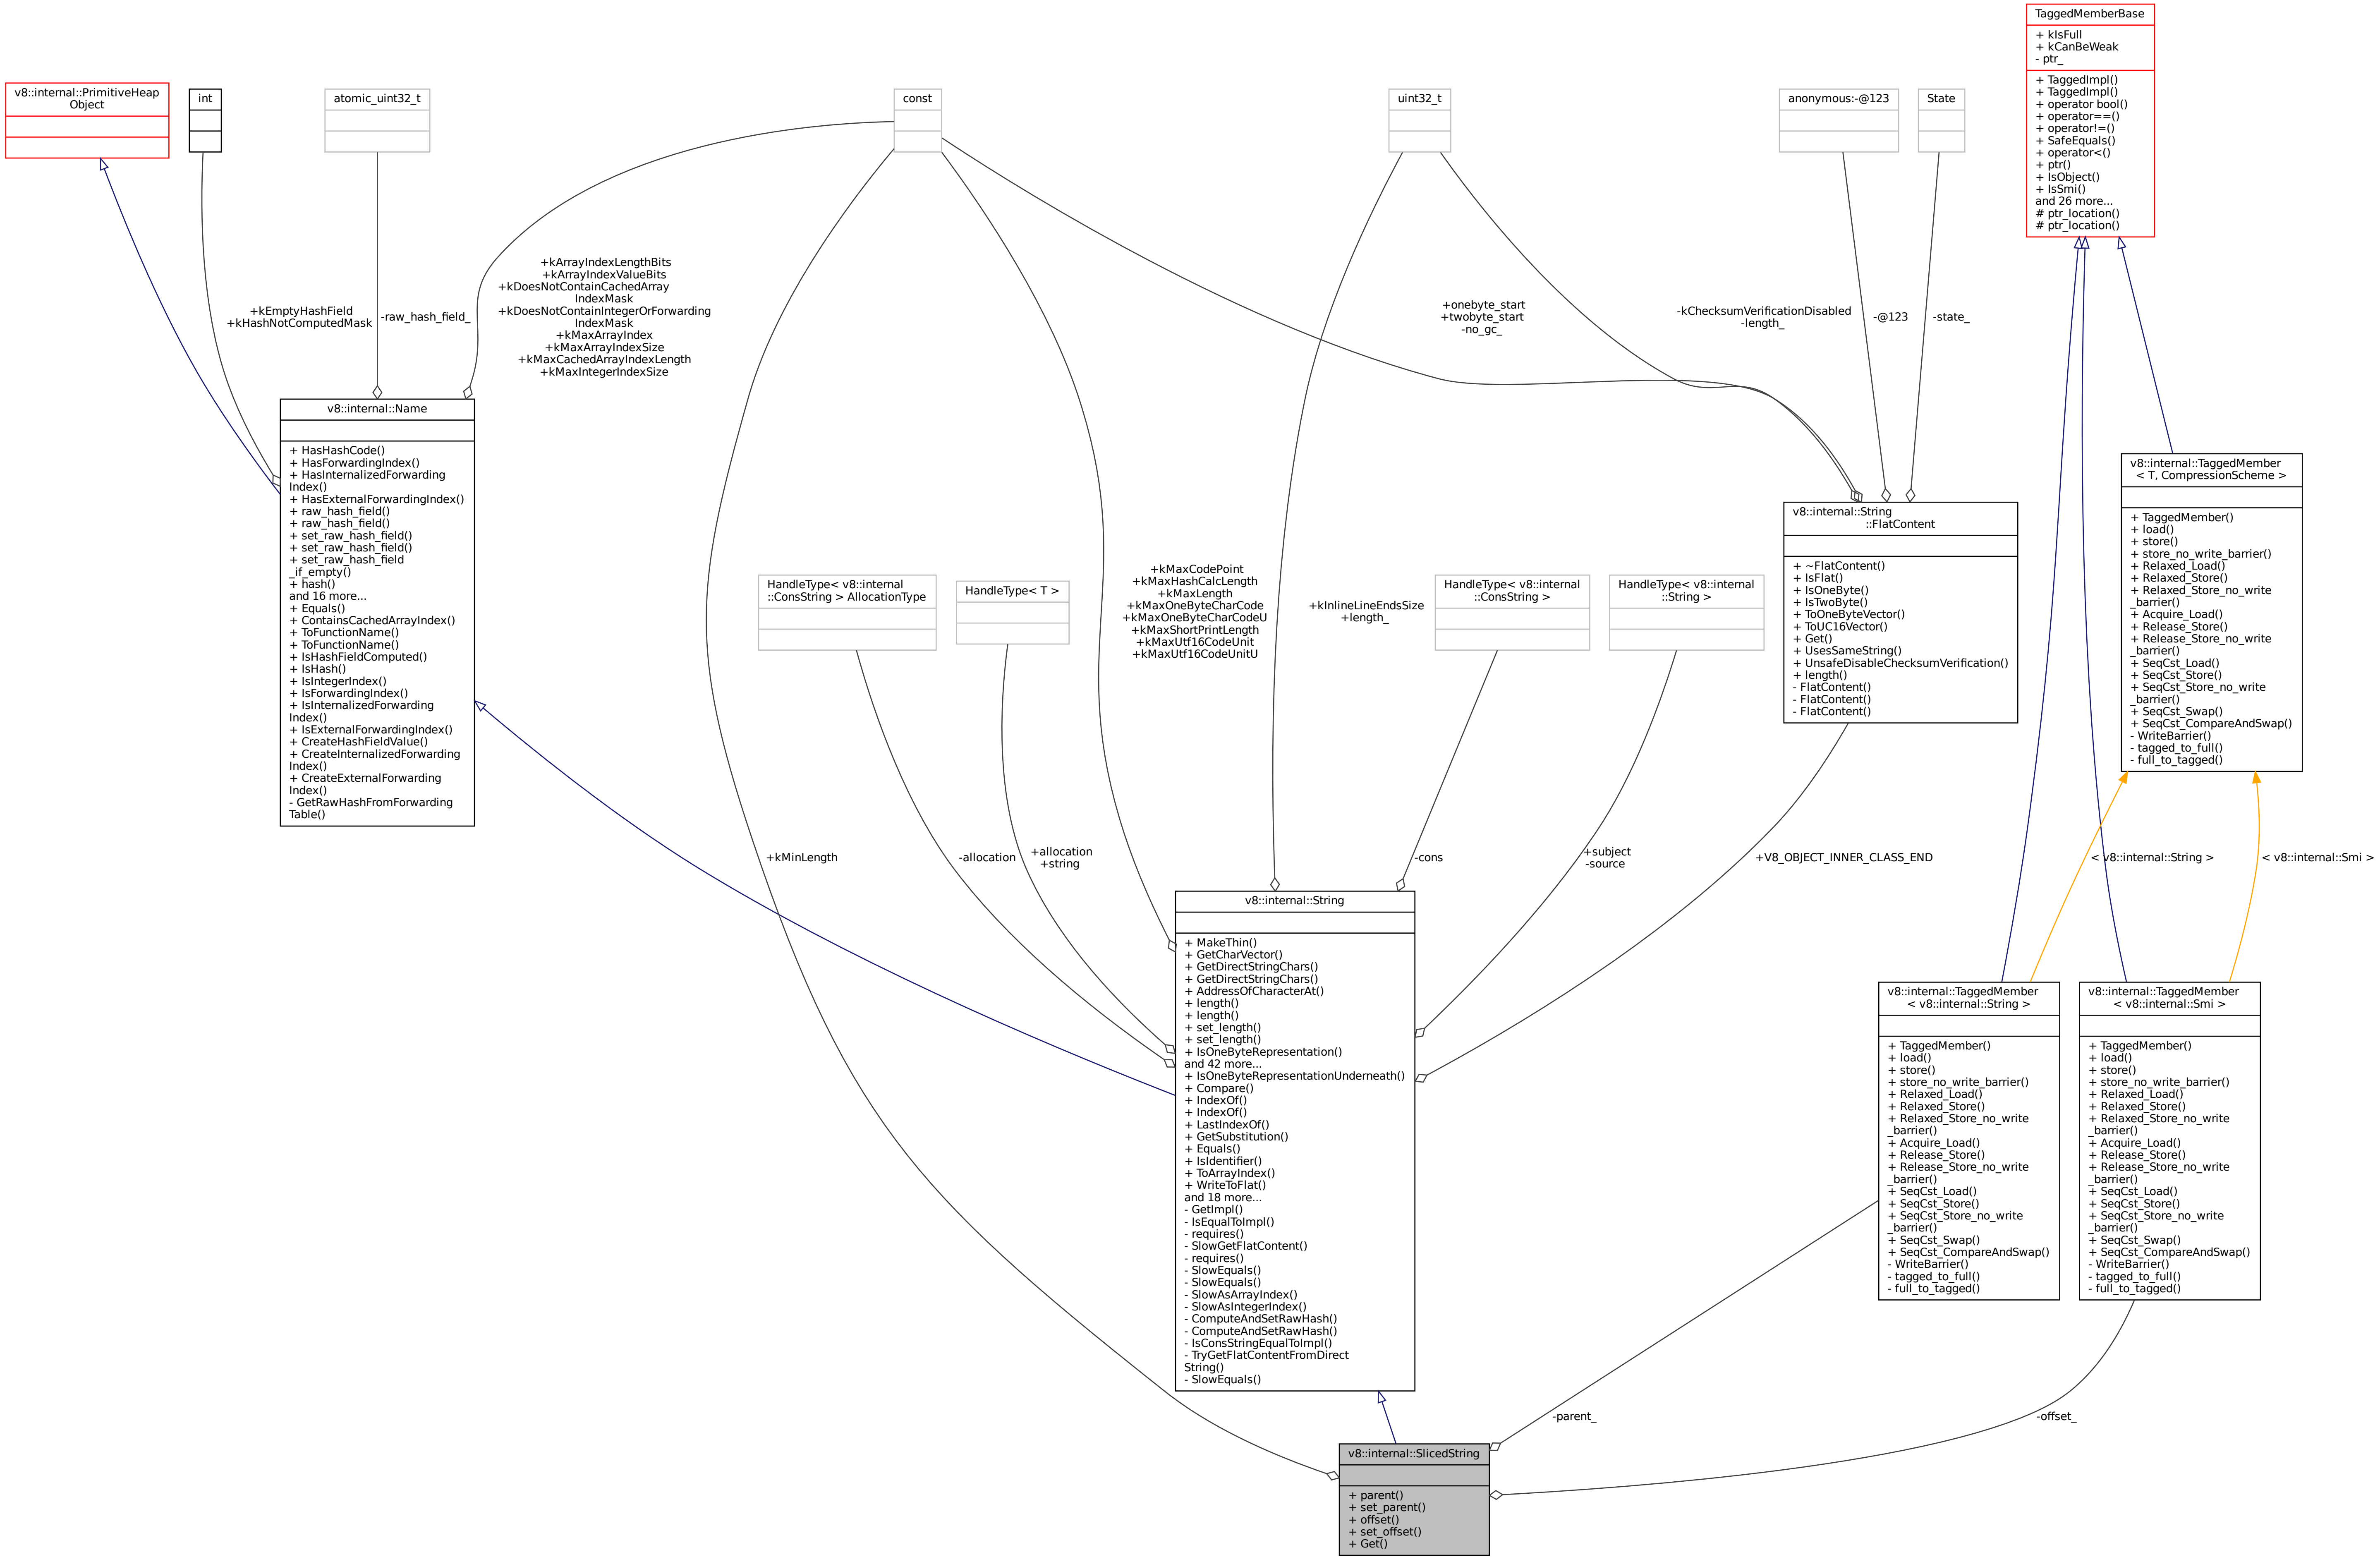 TaggedMemberBase
+ kIsFull
+ kCanBeWeak
- ptr_
+ TaggedImpl()
+ TaggedImpl()
+ operator bool()
+ operator==()
+ operator!=()
+ SafeEquals()
+ operator<()
+ ptr()
+ IsObject()
+ IsSmi()
and 26 more...
# ptr_location()
# ptr_location()
v8::internal::PrimitiveHeap
Object
int
atomic_uint32_t
const
uint32_t
anonymous:-@123
State
+kEmptyHashField
+kHashNotComputedMask
-raw_hash_field_
+kArrayIndexLengthBits
+kArrayIndexValueBits
+kDoesNotContainCachedArray
IndexMask
+kDoesNotContainIntegerOrForwarding
IndexMask
+kMaxArrayIndex
+kMaxArrayIndexSize
+kMaxCachedArrayIndexLength
+kMaxIntegerIndexSize
+onebyte_start
+twobyte_start
-no_gc_
-kChecksumVerificationDisabled
-length_
-@123
-state_
v8::internal::Name
+ HasHashCode()
+ HasForwardingIndex()
+ HasInternalizedForwarding
Index()
+ HasExternalForwardingIndex()
+ raw_hash_field()
+ raw_hash_field()
+ set_raw_hash_field()
+ set_raw_hash_field()
+ set_raw_hash_field
_if_empty()
+ hash()
and 16 more...
+ Equals()
+ ContainsCachedArrayIndex()
+ ToFunctionName()
+ ToFunctionName()
+ IsHashFieldComputed()
+ IsHash()
+ IsIntegerIndex()
+ IsForwardingIndex()
+ IsInternalizedForwarding
Index()
+ IsExternalForwardingIndex()
+ CreateHashFieldValue()
+ CreateInternalizedForwarding
Index()
+ CreateExternalForwarding
Index()
- GetRawHashFromForwarding
Table()
v8::internal::TaggedMember
< T, CompressionScheme >
+ TaggedMember()
+ load()
+ store()
+ store_no_write_barrier()
+ Relaxed_Load()
+ Relaxed_Store()
+ Relaxed_Store_no_write
_barrier()
+ Acquire_Load()
+ Release_Store()
+ Release_Store_no_write
_barrier()
+ SeqCst_Load()
+ SeqCst_Store()
+ SeqCst_Store_no_write
_barrier()
+ SeqCst_Swap()
+ SeqCst_CompareAndSwap()
- WriteBarrier()
- tagged_to_full()
- full_to_tagged()
v8::internal::String
::FlatContent
+ ~FlatContent()
+ IsFlat()
+ IsOneByte()
+ IsTwoByte()
+ ToOneByteVector()
+ ToUC16Vector()
+ Get()
+ UsesSameString()
+ UnsafeDisableChecksumVerification()
+ length()
- FlatContent()
- FlatContent()
- FlatContent()
HandleType< v8::internal
::ConsString > AllocationType
HandleType< T >
+kMaxCodePoint
+kMaxHashCalcLength
+kMaxLength
+kMaxOneByteCharCode
+kMaxOneByteCharCodeU
+kMaxShortPrintLength
+kMaxUtf16CodeUnit
+kMaxUtf16CodeUnitU
+kInlineLineEndsSize
+length_
HandleType< v8::internal
::ConsString >
HandleType< v8::internal
::String >
+kMinLength
-allocation
+allocation
+string
-cons
+subject
-source
+V8_OBJECT_INNER_CLASS_END
< v8::internal::String >
< v8::internal::Smi >
v8::internal::String
+ MakeThin()
+ GetCharVector()
+ GetDirectStringChars()
+ GetDirectStringChars()
+ AddressOfCharacterAt()
+ length()
+ length()
+ set_length()
+ set_length()
+ IsOneByteRepresentation()
and 42 more...
+ IsOneByteRepresentationUnderneath()
+ Compare()
+ IndexOf()
+ IndexOf()
+ LastIndexOf()
+ GetSubstitution()
+ Equals()
+ IsIdentifier()
+ ToArrayIndex()
+ WriteToFlat()
and 18 more...
- GetImpl()
- IsEqualToImpl()
- requires()
- SlowGetFlatContent()
- requires()
- SlowEquals()
- SlowEquals()
- SlowAsArrayIndex()
- SlowAsIntegerIndex()
- ComputeAndSetRawHash()
- ComputeAndSetRawHash()
- IsConsStringEqualToImpl()
- TryGetFlatContentFromDirect
String()
- SlowEquals()
v8::internal::TaggedMember
< v8::internal::String >
+ TaggedMember()
+ load()
+ store()
+ store_no_write_barrier()
+ Relaxed_Load()
+ Relaxed_Store()
+ Relaxed_Store_no_write
_barrier()
+ Acquire_Load()
+ Release_Store()
+ Release_Store_no_write
_barrier()
+ SeqCst_Load()
+ SeqCst_Store()
+ SeqCst_Store_no_write
_barrier()
+ SeqCst_Swap()
+ SeqCst_CompareAndSwap()
- WriteBarrier()
- tagged_to_full()
- full_to_tagged()
v8::internal::TaggedMember
< v8::internal::Smi >
+ TaggedMember()
+ load()
+ store()
+ store_no_write_barrier()
+ Relaxed_Load()
+ Relaxed_Store()
+ Relaxed_Store_no_write
_barrier()
+ Acquire_Load()
+ Release_Store()
+ Release_Store_no_write
_barrier()
+ SeqCst_Load()
+ SeqCst_Store()
+ SeqCst_Store_no_write
_barrier()
+ SeqCst_Swap()
+ SeqCst_CompareAndSwap()
- WriteBarrier()
- tagged_to_full()
- full_to_tagged()
-parent_
-offset_
v8::internal::SlicedString
+ parent()
+ set_parent()
+ offset()
+ set_offset()
+ Get()